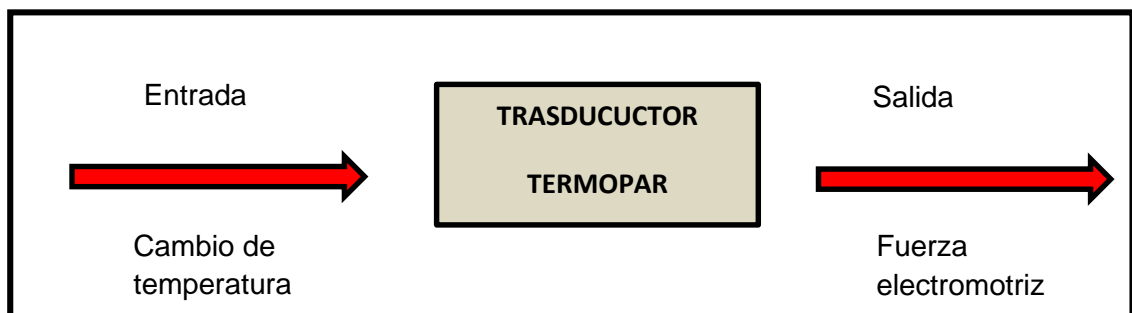 Entrada
Cambio de
temperatura
TRASDUCUCTOR
TERMOPAR
Salida
Fuerza
electromotriz